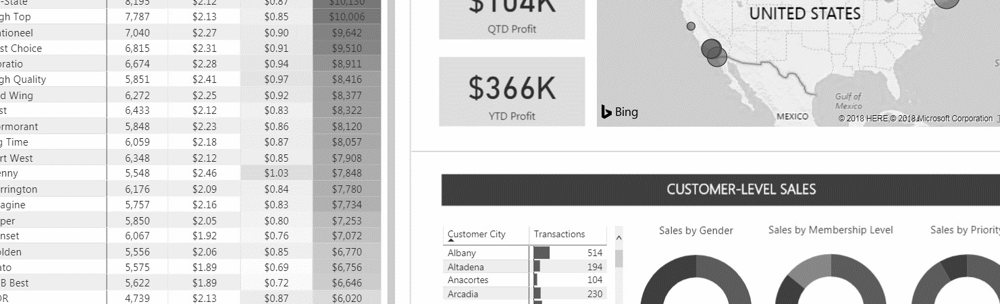 -State 8,195 $2.12 $0.87 $10,130
gh Top 7,787 $2.13 $0.85 $10,006
tioneel 7,040 $2.27 $0.90 $9,642
st Choice 6,815 $2.31 $0.91 $9,510
oratio 6,674 $2.28 $0.94 $8,911
gh Quality 5,851 $2.41 $0.97 $8,416
d Wing 6,272 $2.25 $0.92 $8,377
st 6,433 $2.12 $0.83 $8,322
ormorant 5,848 $2.23 $0.86 $8,120
g Time 6,059 $2.18 $0.87 $8,057
rt West 6,348 $2.12 $0.85 $7,908
enny 5,548 $2.46 $1.03 $7,848
rrington 6,176 $2.09 $0.84 $7,780
agine 5,757 $2.16 $0.83 $7,734
per 5,850 $2.05 $0.80 $7,253
nset 6,067 $1.92 $0.76 $7,072
olden 5,556 $2.06 $0.85 $6,770
ato 5,575 $1.89 $0.69 $6,756
B Best 5,622 $1.89 $0.72 $6,646
OR 4,739 $2.13 $0.87 $6,020
$104K
QTD Profit
$366K
YTD Profit
UNITED STATES
Gulf of
Mexico
MEXICO
Bing
© 2018 HERE,© 2018 Microsoft Corporation
CUSTOMER-LEVEL SALES
Customer City Transactions
Albany 514
Altadena 194
Anacortes 104
Arcadia 230
Sales by Gender
Sales by Membership Level
Sales by Priority